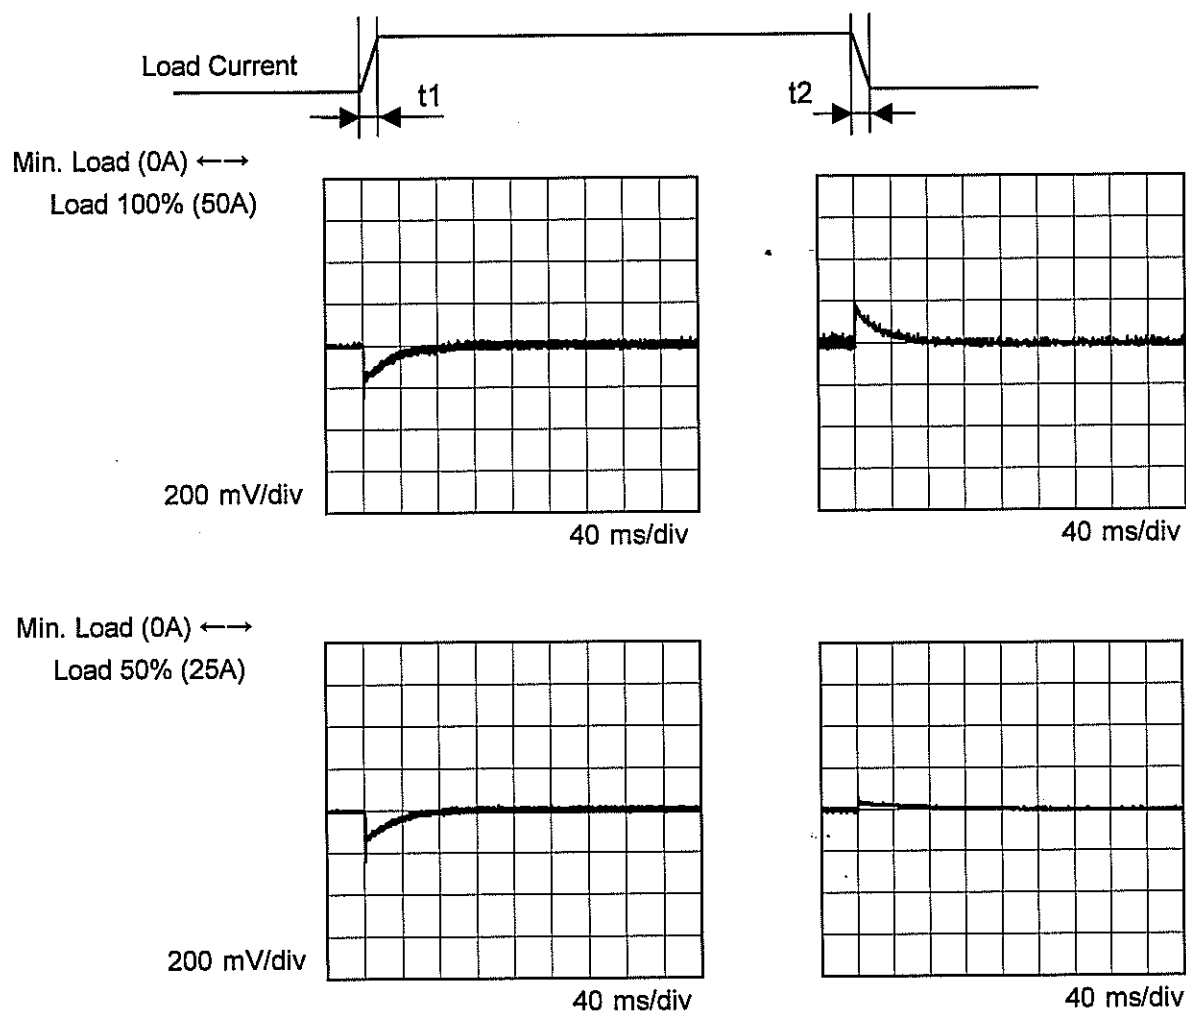 Load Current
t1
t2
Min. Load (0A) ←→
Load 100% (50A)
200 mV/div
40 ms/div
40 ms/div
Min. Load (0A) ←→
Load 50% (25A)
200 mV/div
40 ms/div
40 ms/div